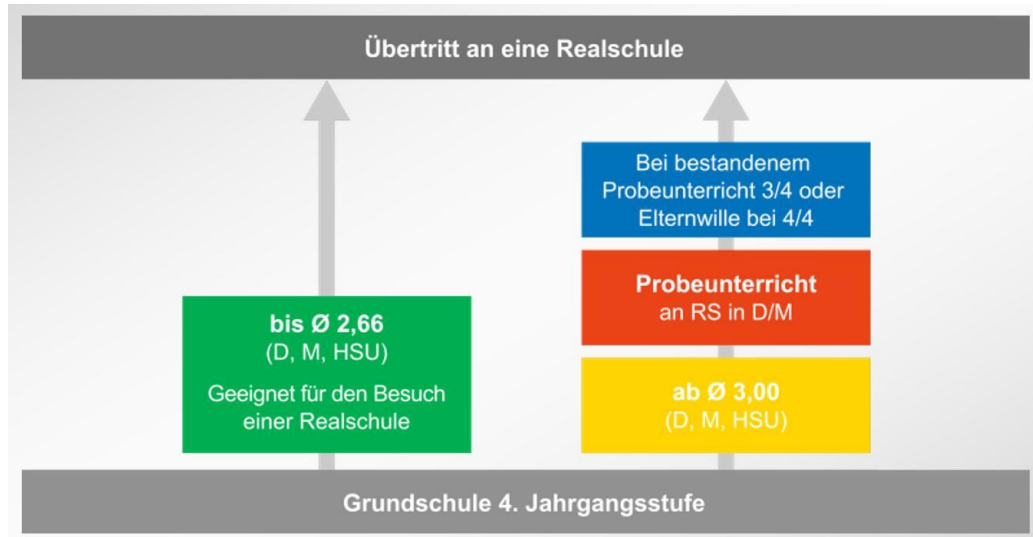 Übertritt an eine Realschule
Bei bestandenem
Probeunterricht 3/4 oder
Elternwille bei 4/4
Probeunterricht
an RS in D/M
bis Ø 2,66
(D, M, HSU)
Geeignet für den Besuch
einer Realschule
ab Ø 3,00
(D, M, HSU)
Grundschule 4. Jahrgangsstufe